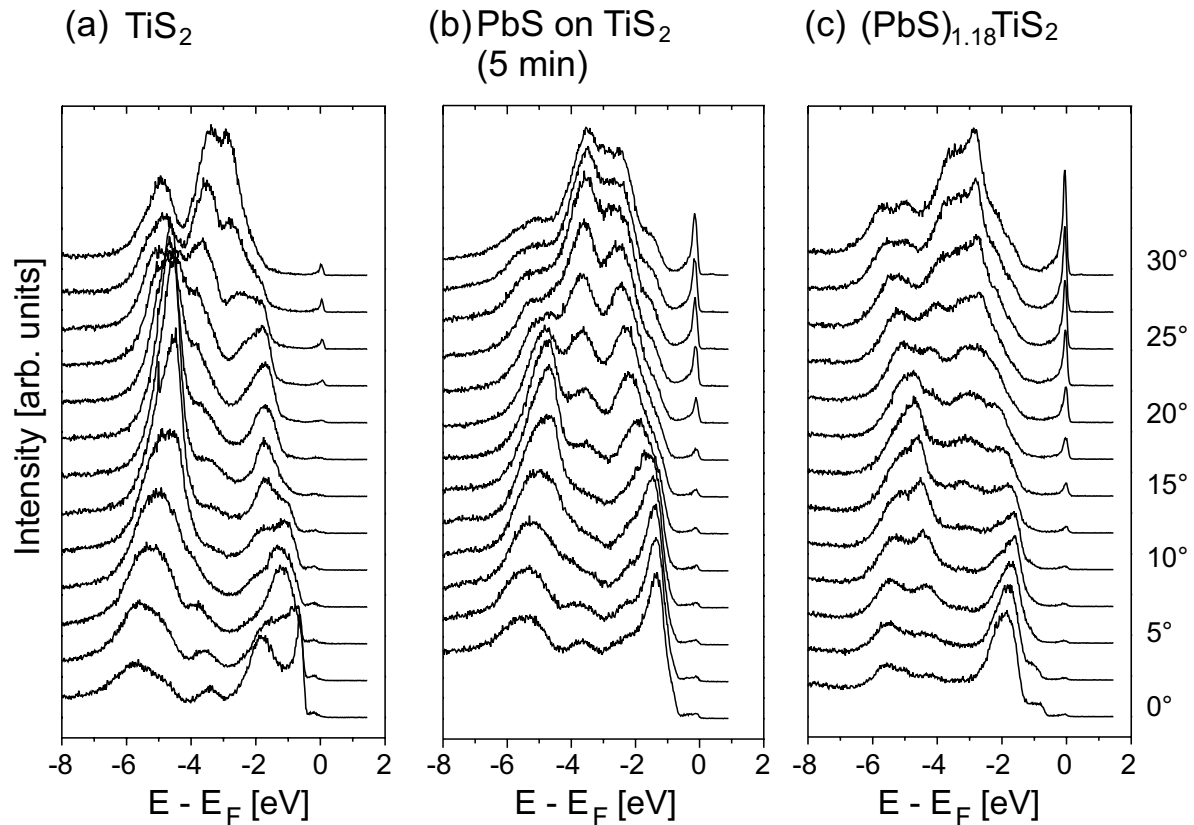 (a) TiS2
(b) PbS on TiS2
(5 min)
(c) (PbS)1.18TiS2
Intensity [arb. units]
30°
25°
20°
15°
10°
5°
0°
-8 -6 -4 -2 0 2
-8 -6 -4 -2 0 2
-8 -6 -4 -2 0 2
E - EF [eV]
E - EF [eV]
E - EF [eV]